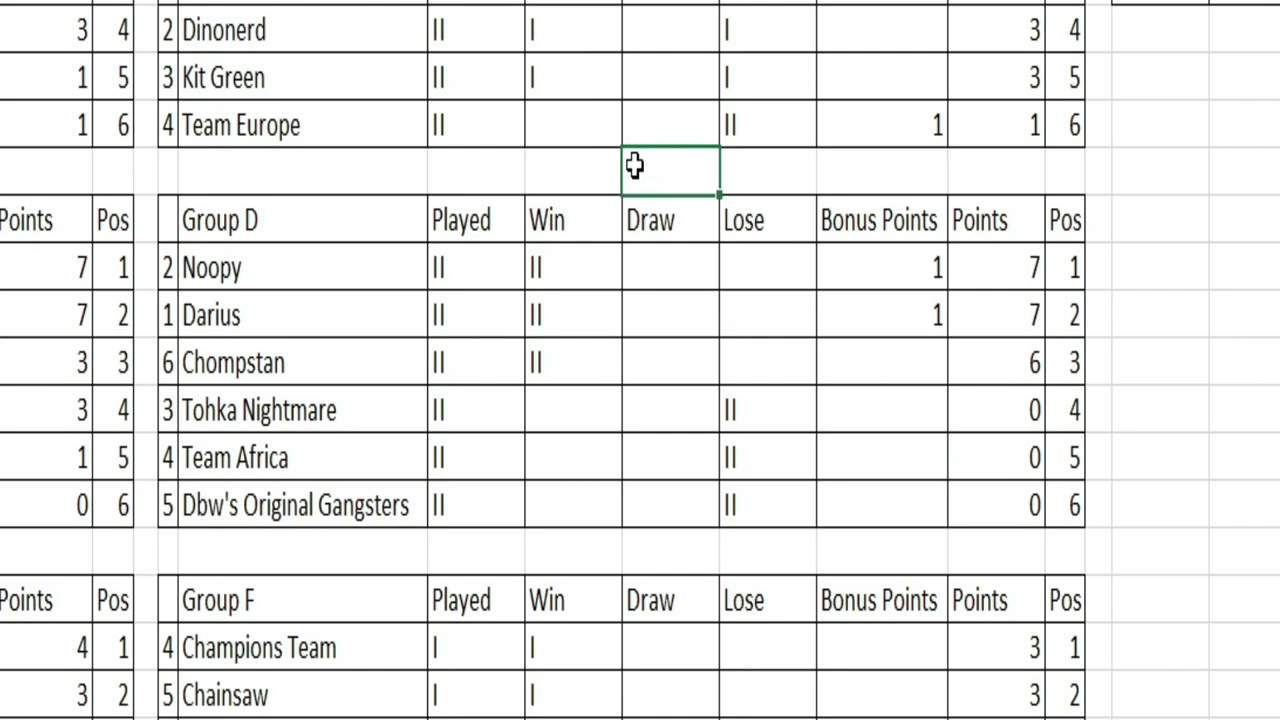 3 4 2 Dinonerd II I I 3 4
1 5 3 Kit Green II I I 3 5
1 6 4 Team Europe II II 1 1 6
Points Pos Group D Played Win Draw Lose Bonus Points Points Pos
7 1 2 Noopy II II 1 7 1
7 2 1 Darius II II 1 7 2
3 3 6 Chompstan II II 6 3
3 4 3 Tohka Nightmare II II 0 4
1 5 4 Team Africa II II 0 5
0 6 5 Dbw's Original Gangsters II II 0 6
Points Pos Group F Played Win Draw Lose Bonus Points Points Pos
4 1 4 Champions Team I I 3 1
3 2 5 Chainsaw I I 3 2